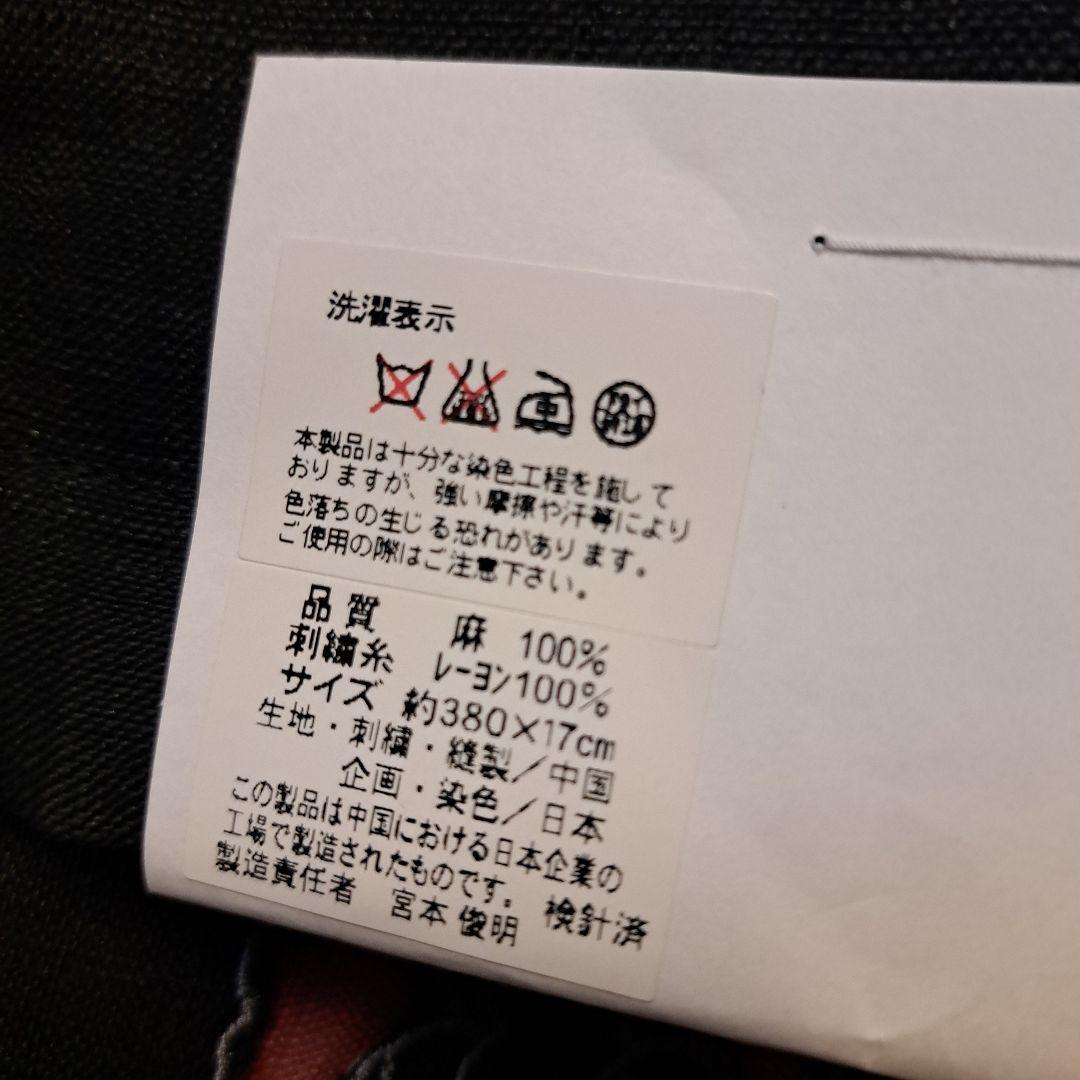 洗濯表示
本製品は十分な染色工程を施して
おりますが、強い摩擦や汗等により
色落ちの生じる恐れがあります。
ご使用の際はご注意下さい。
品質 麻 100%
刺繍糸 レーヨン100%
サイズ 約380×17cm
生地・刺繍・縫製／中国
企画・染色／日本
この製品は中国における日本企業の
工場で製造されたものです。
製造責任者 宮本 俊明 検針済